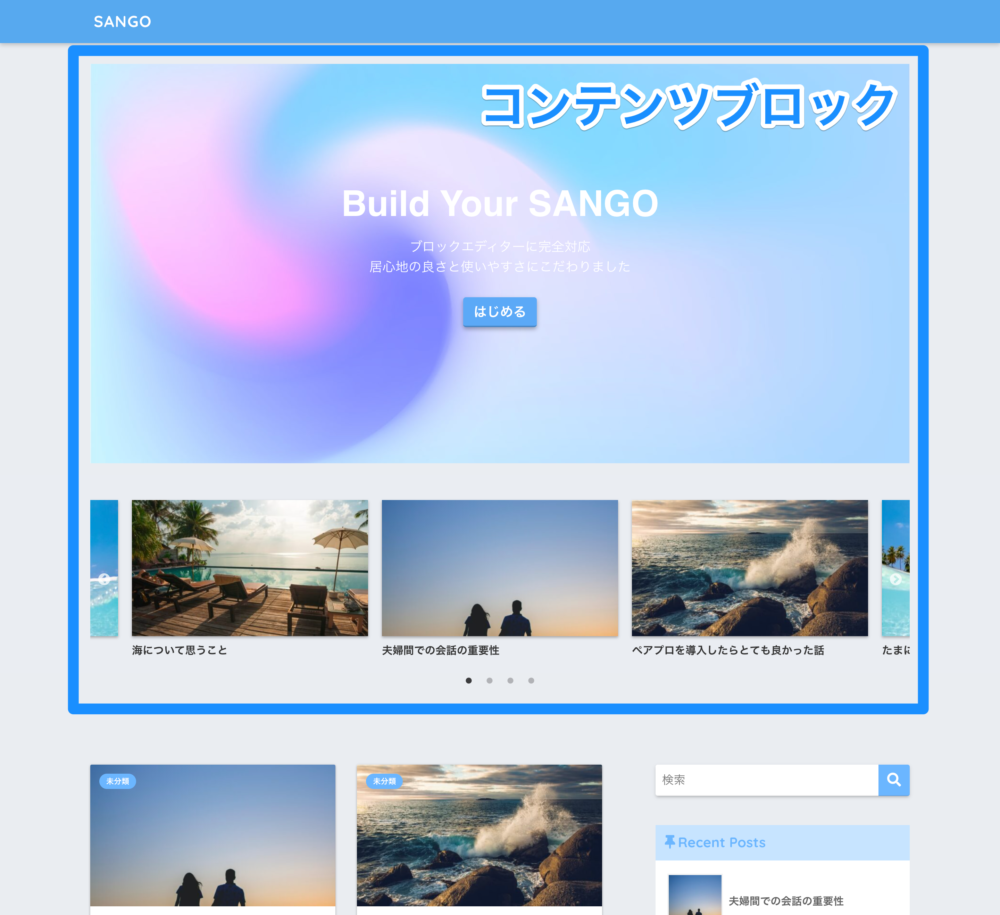 SANGO
コンテンツブロック
Build Your SANGO
ブロックエディターに完全対応
居心地の良さと使いやすさにこだわりました
はじめる
海について思うこと
夫婦間での会話の重要性
ペアプロを導入したらとても良かった話
たまに
未分類
未分類
検索
Recent Posts
夫婦間での会話の重要性